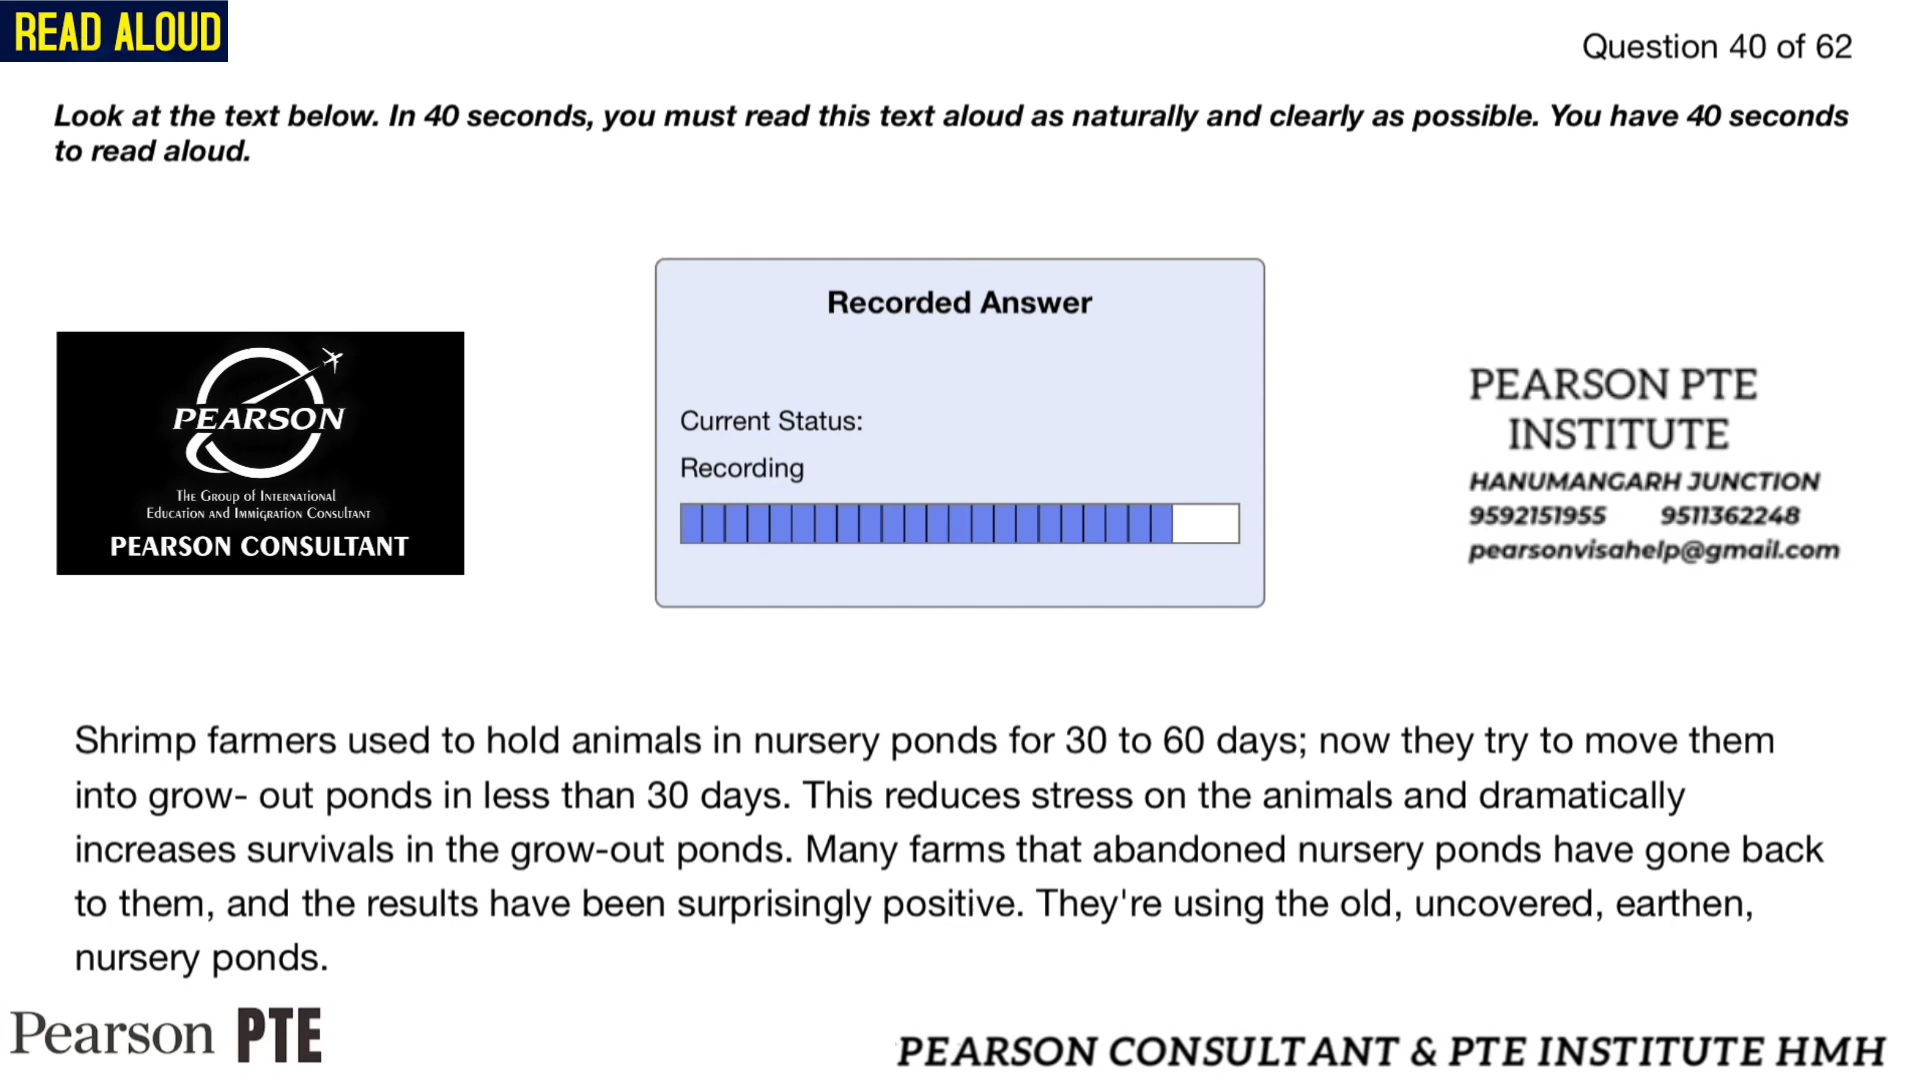 READ ALOUD
Question 40 of 62
Look at the text below. In 40 seconds, you must read this text aloud as naturally and clearly as possible. You have 40 seconds
to read aloud.
Recorded Answer
Current Status:
Recording
PEARSON
The Group of International
Education and Immigration Consultant
PEARSON CONSULTANT
PEARSON PTE
INSTITUTE
HANUMANGARH JUNCTION
9592151955 9511362248
pearsonvisahelp@gmail.com
Shrimp farmers used to hold animals in nursery ponds for 30 to 60 days; now they try to move them
into grow- out ponds in less than 30 days. This reduces stress on the animals and dramatically
increases survivals in the grow-out ponds. Many farms that abandoned nursery ponds have gone back
to them, and the results have been surprisingly positive. They're using the old, uncovered, earthen,
nursery ponds.
Pearson PTE
PEARSON CONSULTANT & PTE INSTITUTE HMH